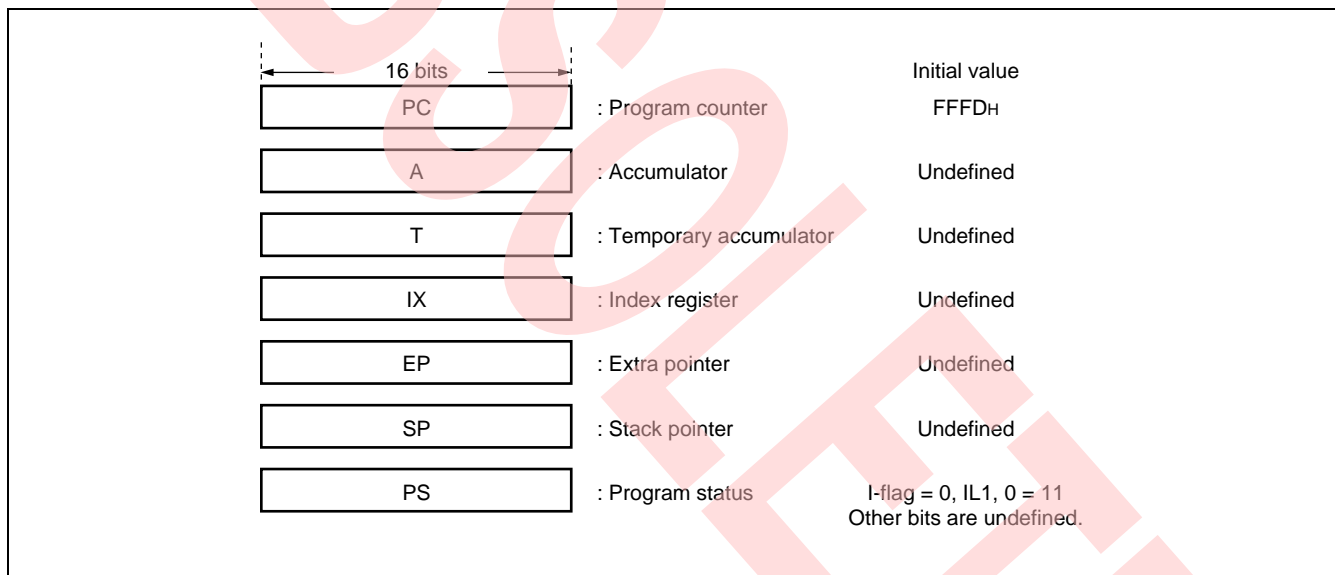 16 bits Initial value
PC : Program counter FFFDH
A : Accumulator Undefined
T : Temporary accumulator Undefined
IX : Index register Undefined
EP : Extra pointer Undefined
SP : Stack pointer Undefined
PS : Program status I-flag = 0, IL1, 0 = 11
Other bits are undefined.